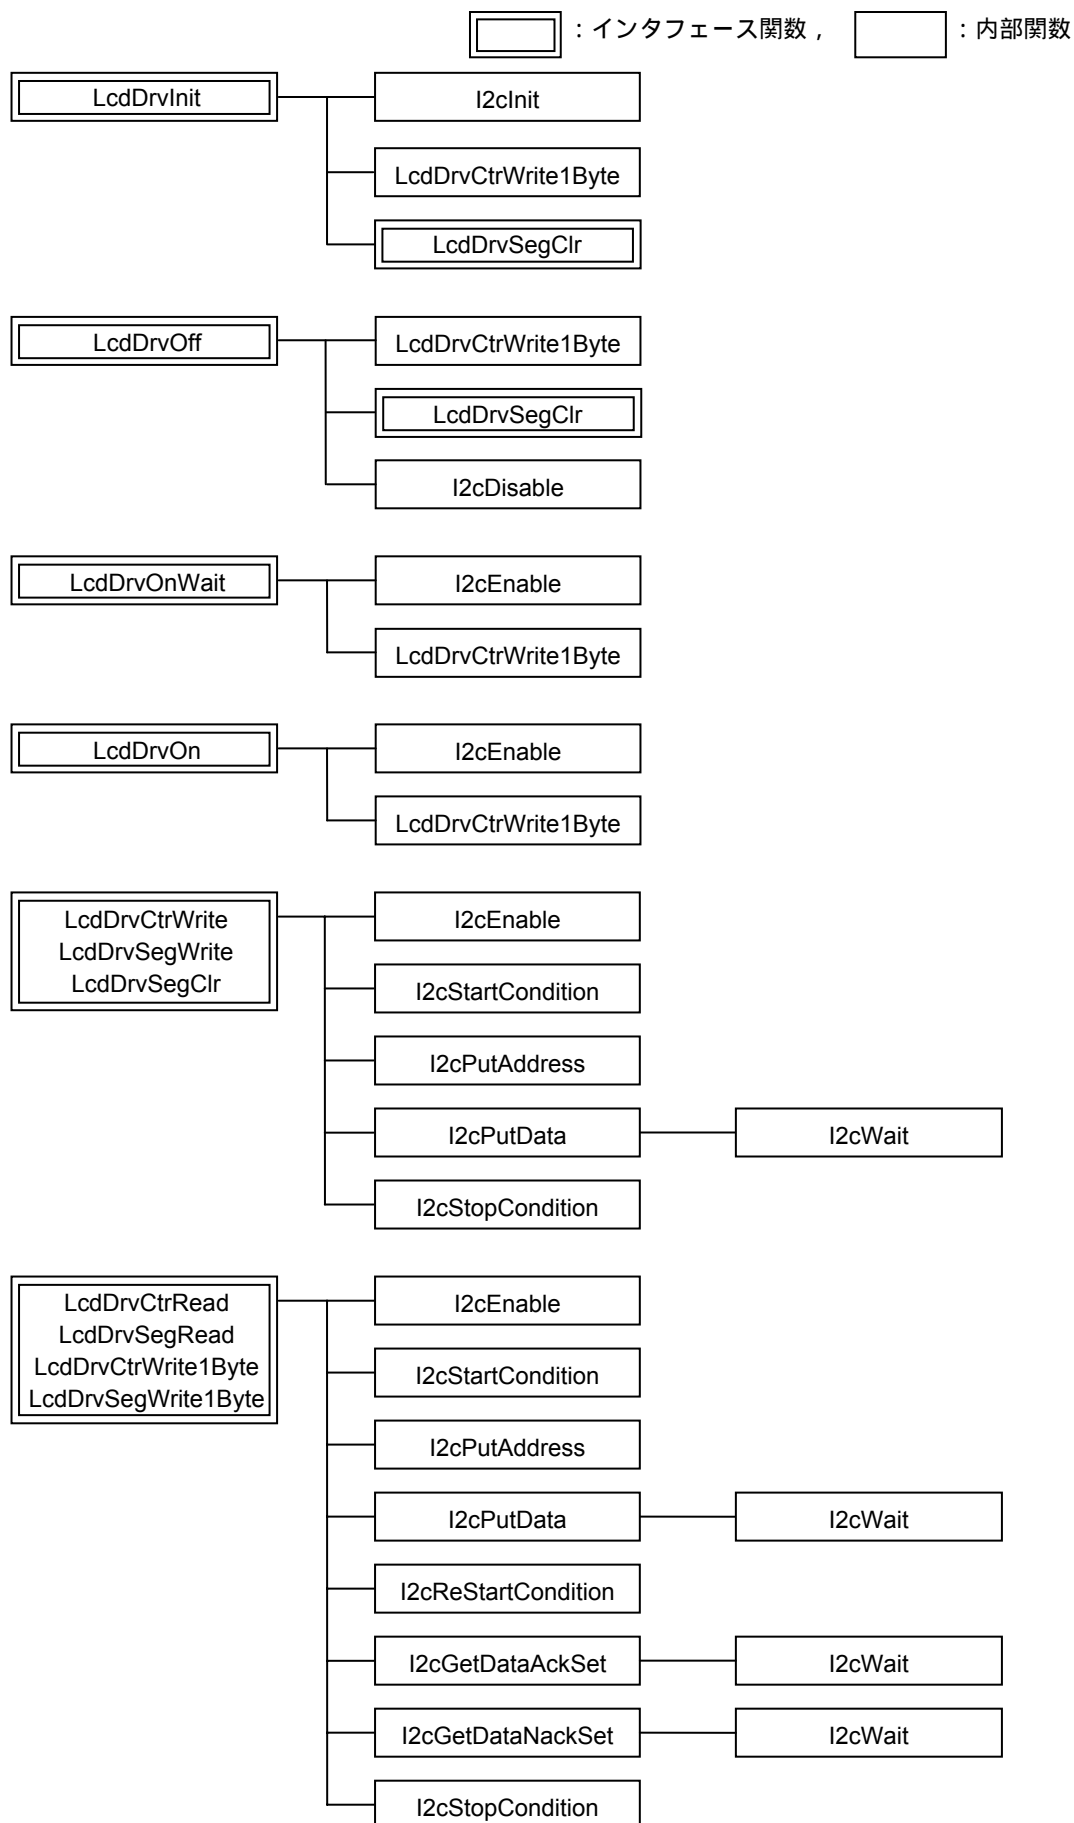 ：インタフェース関数，
：内部関数
LcdDrvInit
I2cInit
LcdDrvCtrWrite1Byte
LcdDrvSegClr
LcdDrvOff
LcdDrvCtrWrite1Byte
LcdDrvSegClr
I2cDisable
LcdDrvOnWait
I2cEnable
LcdDrvCtrWrite1Byte
LcdDrvOn
I2cEnable
LcdDrvCtrWrite1Byte
LcdDrvCtrWrite
LcdDrvSegWrite
LcdDrvSegClr
I2cEnable
I2cStartCondition
I2cPutAddress
I2cPutData
I2cWait
I2cStopCondition
LcdDrvCtrRead
LcdDrvSegRead
LcdDrvCtrWrite1Byte
LcdDrvSegWrite1Byte
I2cEnable
I2cStartCondition
I2cPutAddress
I2cPutData
I2cWait
I2cReStartCondition
I2cGetDataAckSet
I2cWait
I2cGetDataNackSet
I2cWait
I2cStopCondition